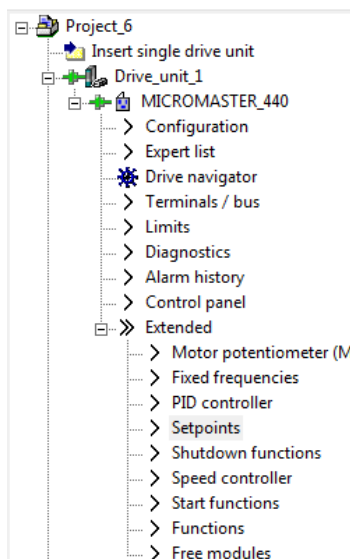 Project_6
Insert single drive unit
Drive_unit_1
MICROMASTER_440
Configuration
Expert list
Drive navigator
Terminals / bus
Limits
Diagnostics
Alarm history
Control panel
Extended
Motor potentiometer (M
Fixed frequencies
PID controller
Setpoints
Shutdown functions
Speed controller
Start functions
Functions
Free modules